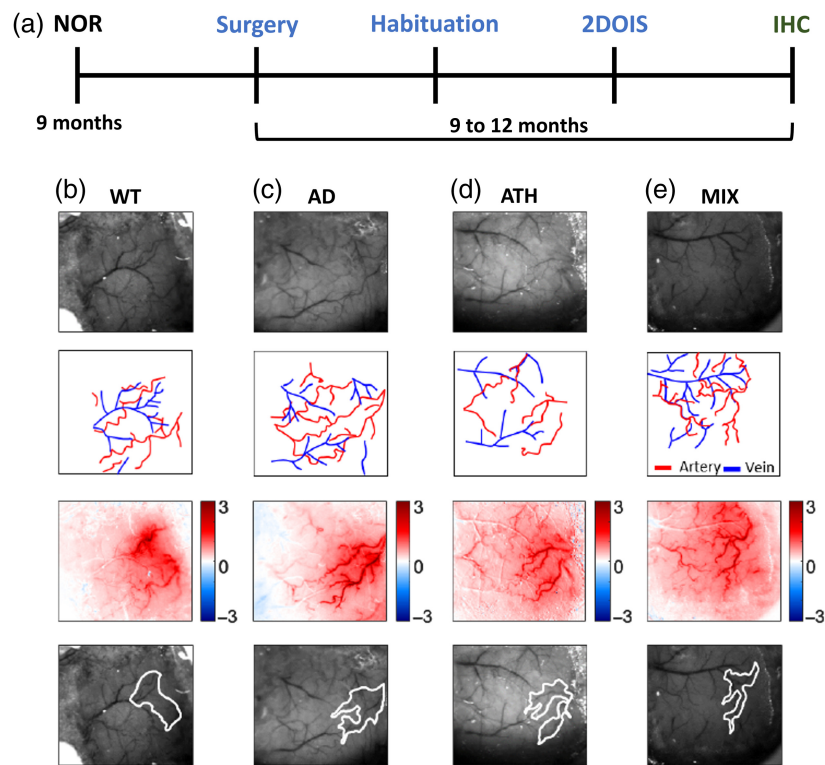 (a) NOR Surgery Habituation 2DOIS IHC
9 months 9 to 12 months
(b) WT (c) AD (d) ATH (e) MIX
Artery Vein
3 3 3 3
0 0 0 0
−3 −3 −3 −3